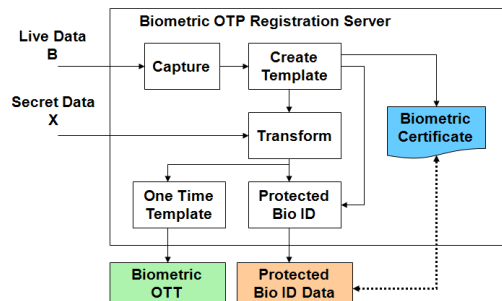 Biometric OTP Registration Server
Live Data
B
Capture
Create
Template
Secret Data
X
Transform
Biometric
Certificate
One Time
Template
Protected
Bio ID
Biometric
OTT
Protected
Bio ID Data